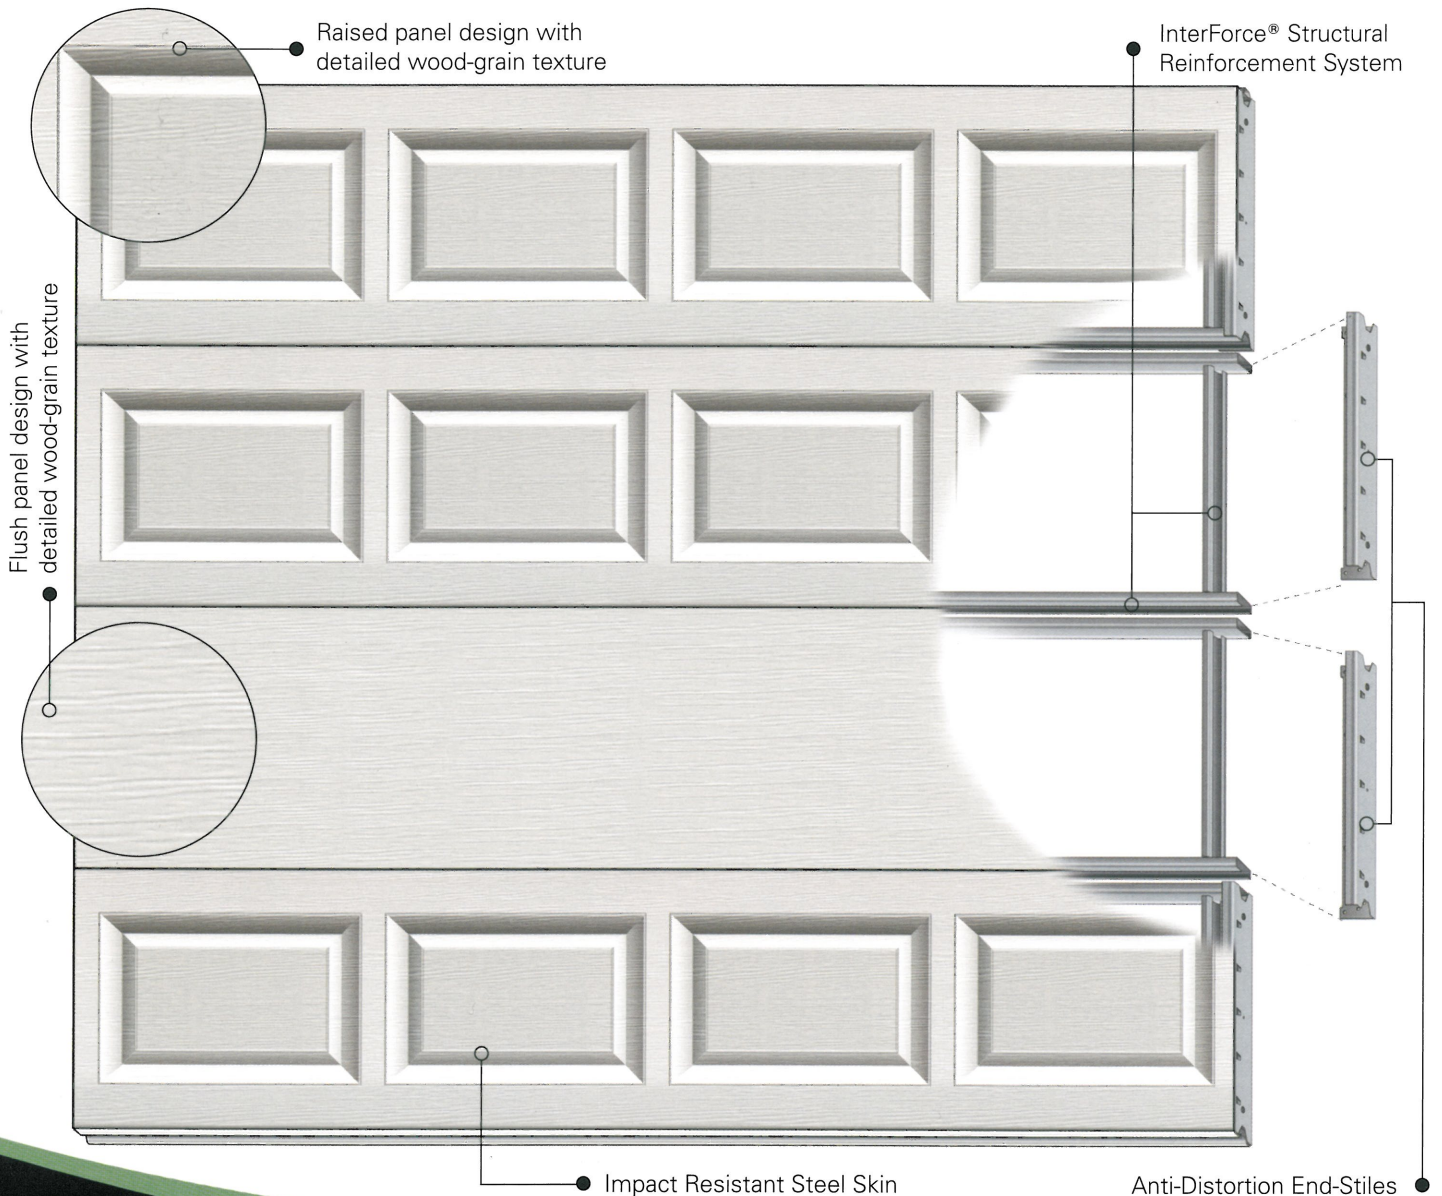 Raised panel design with
detailed wood-grain texture
InterForce® Structural
Reinforcement System
Flush panel design with
detailed wood-grain texture
Impact Resistant Steel Skin
Anti-Distortion End-Stiles